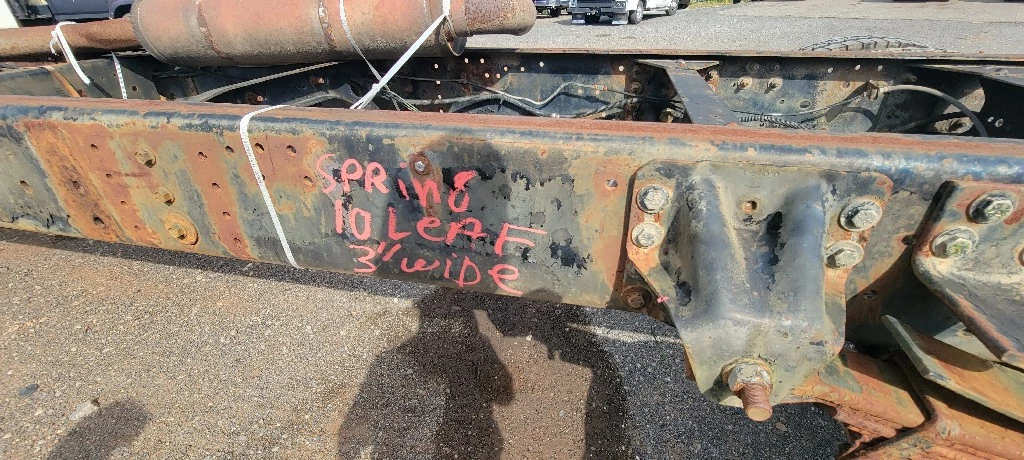 SPRiNG
10 LeAF
3" wiDe